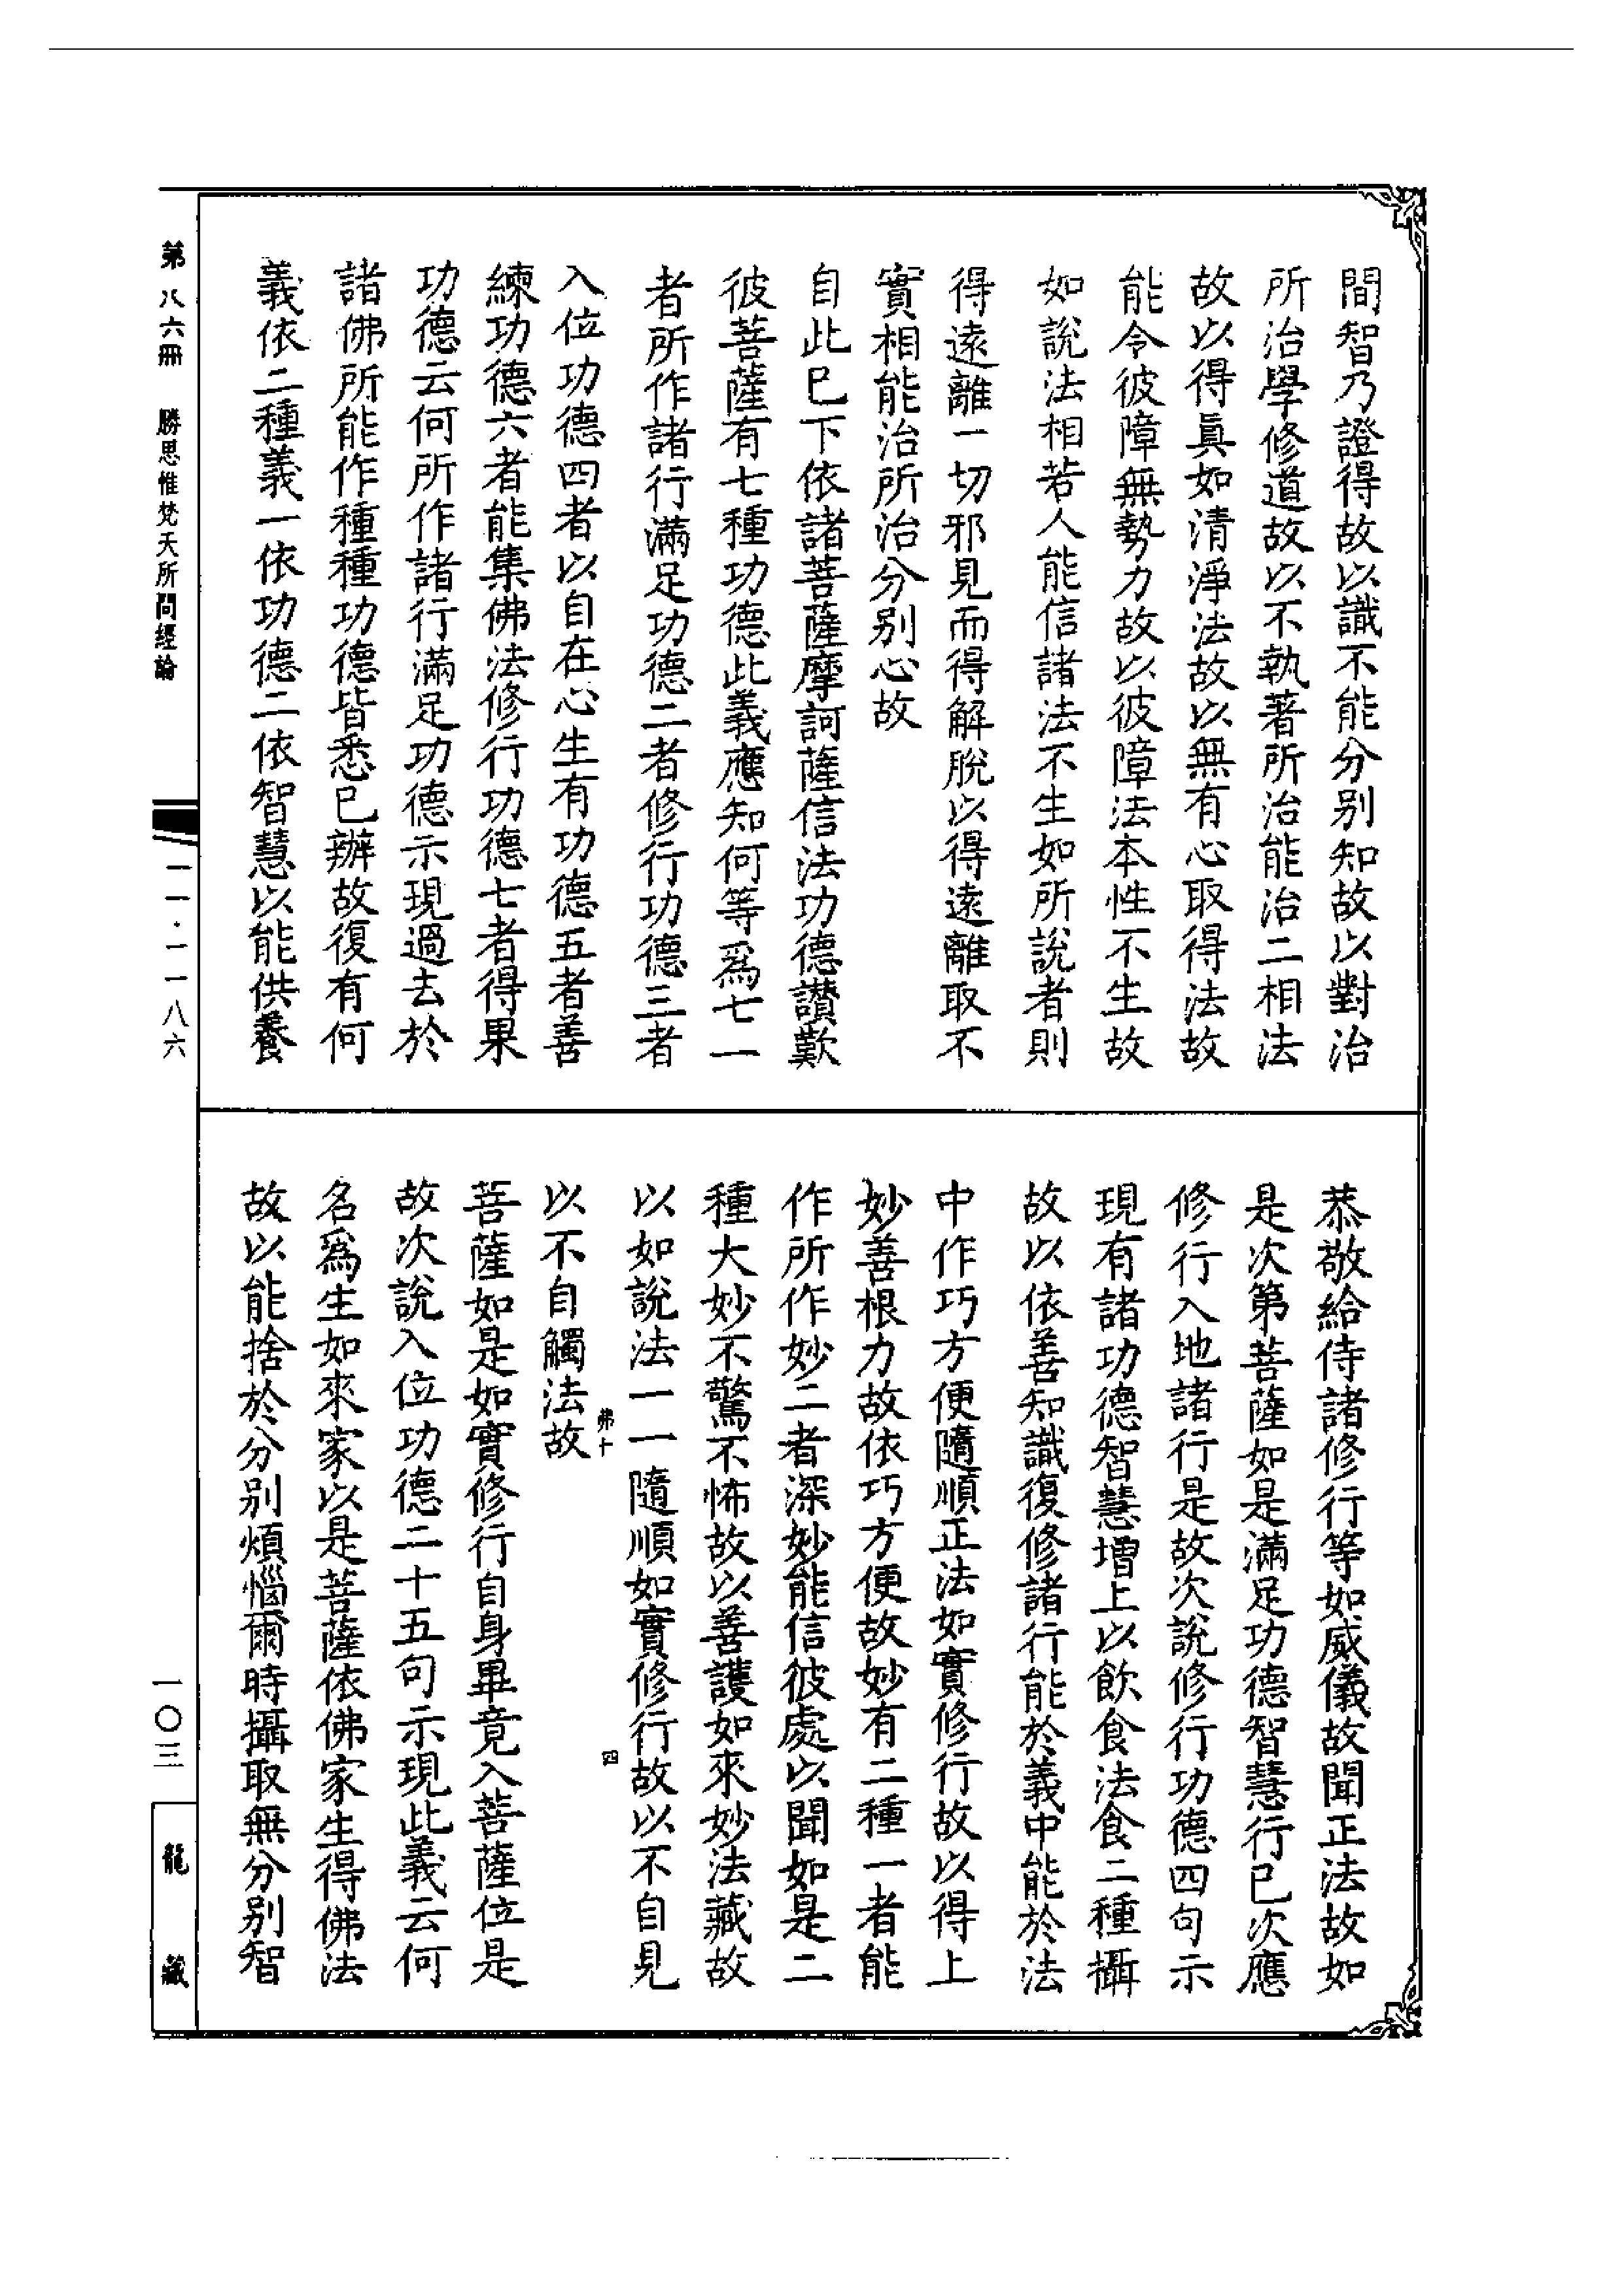 間智乃證得故以識不能分别知故以對治
所治學修道故以不執著所治能治二相法
故以得眞如清淨法故以無有心取得法故
能令彼障無勢力故以彼障法本性不生故
如說法相若人能信諸法不生如所說者則
得遠離一切邪見而得解脫以得遠離取不
實相能治所治分别心故
自此已下依諸菩薩摩訶薩信法功德讚歎
彼菩薩有七種功德此義應知何等爲七一
者所作諸行滿足功德二者修行功德三者
入位功德四者以自在心生有功德五者善
練功德六者能集佛法修行功德七者得果
功德云何所作諸行滿足功德示現過去於
諸佛所能作種種功德皆悉已辦故復有何
義依二種義一依功德二依智慧以能供養
恭敬給侍諸修行等如威儀故聞正法故如
是次第菩薩如是滿足功德智慧行已次應
修行入地諸行是故次說修行功德四句示
現有諸功德智慧增上以飲食法食二種攝
故以依善知識復修諸行能於義中能於法
中作巧方便隨順正法如實修行故以得上
妙善根力故依巧方便故妙有二種一者能
作所作妙二者深妙能信彼處以聞如是二
種大妙不驚不怖故以善護如來妙法藏故
以如說法一一隨順如實修行故以不自見
弗十
四
以不自觸法故
菩薩如是如實修行自身畢竟入菩薩位是
故次說入位功德二十五句示現此義云何
名爲生如來家以是菩薩依佛家生得佛法
故以能捨於分别煩惱爾時攝取無分别智
第八六冊
勝思惟梵天所問經論
一一·一一八六
一〇三
龍藏